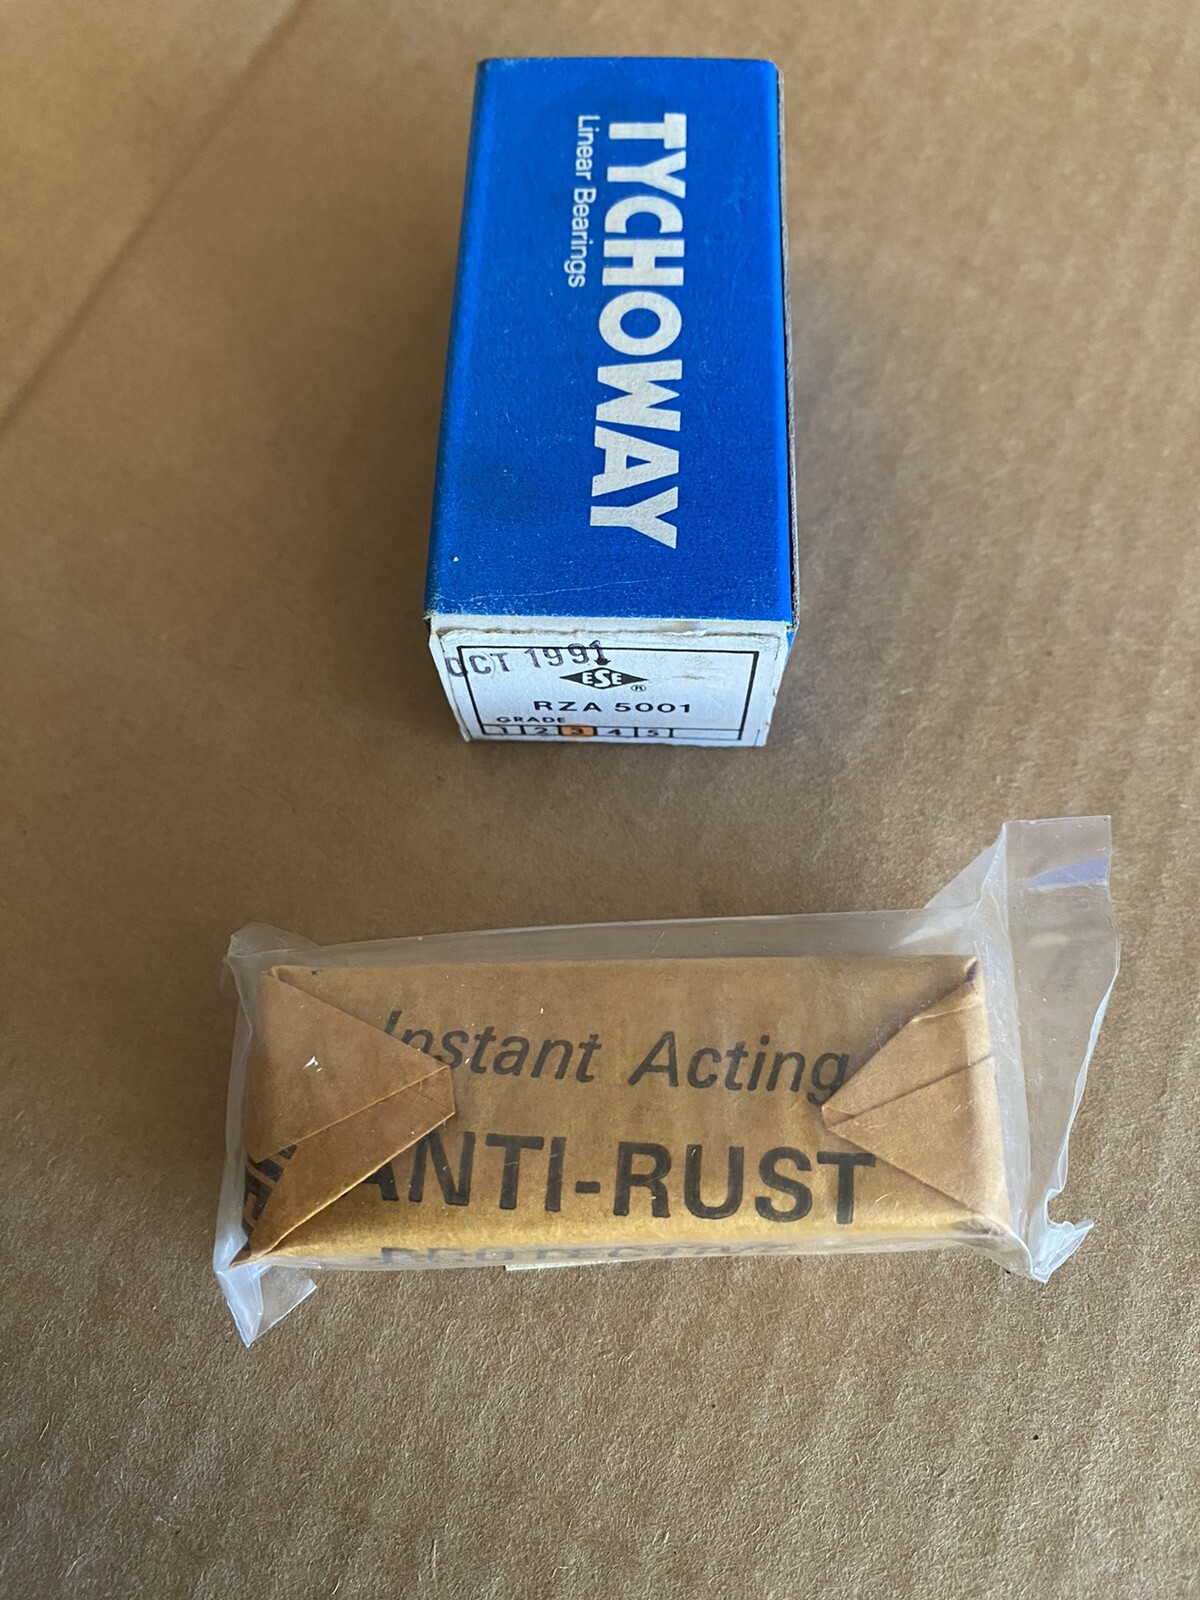 TYCHOWAY
Linear Bearings
OCT 1991
ESE ®
RZA 5001
GRADE
1 2 3 4 5
Instant Acting
ANTI-RUST